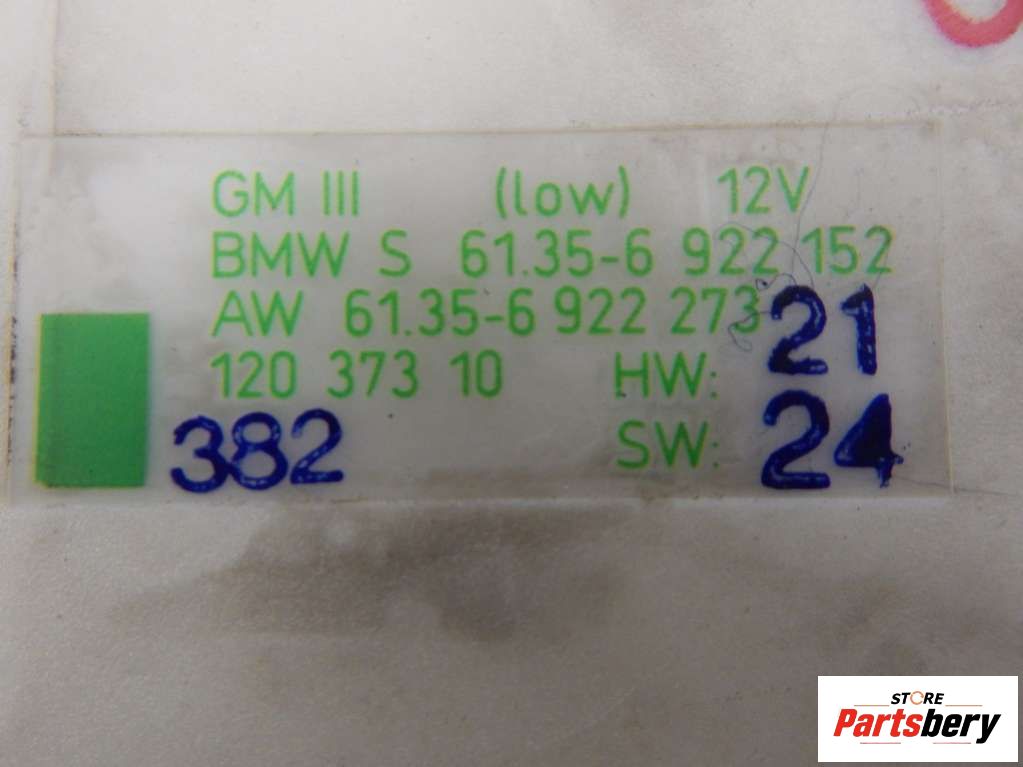 GM III (low) 12V
BMW S 61.35-6 922 152
AW 61.35-6 922 273
120 373 10 HW: 21
382 SW: 24
STORE
Partsbery